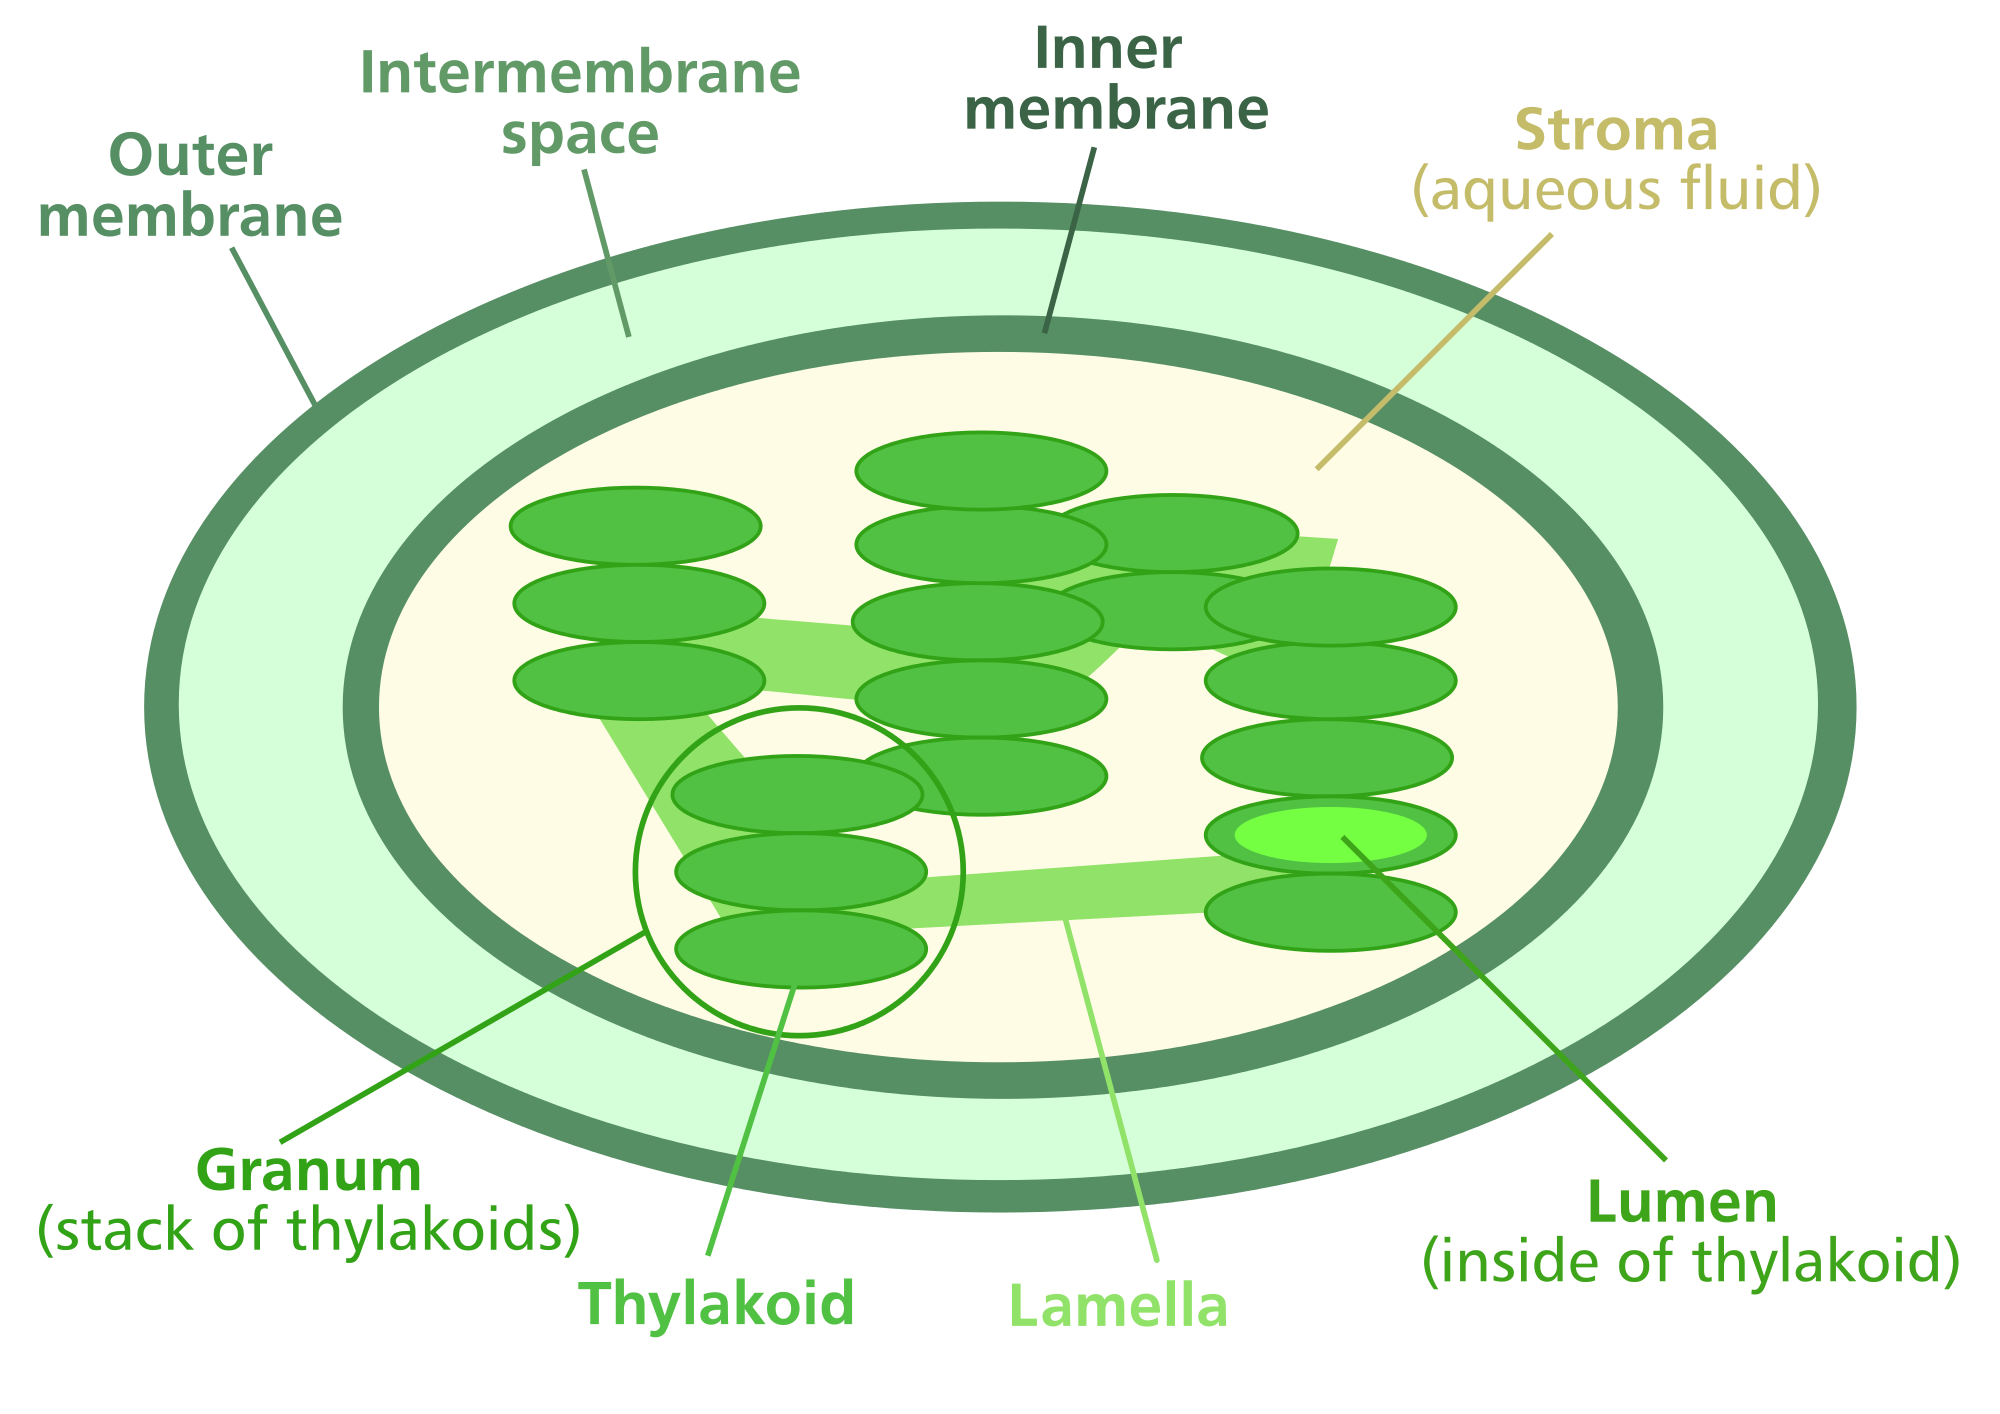 Outer
membrane
Intermembrane
space
Inner
membrane
Stroma
(aqueous fluid)
Granum
(stack of thylakoids)
Thylakoid
Lamella
Lumen
(inside of thylakoid)